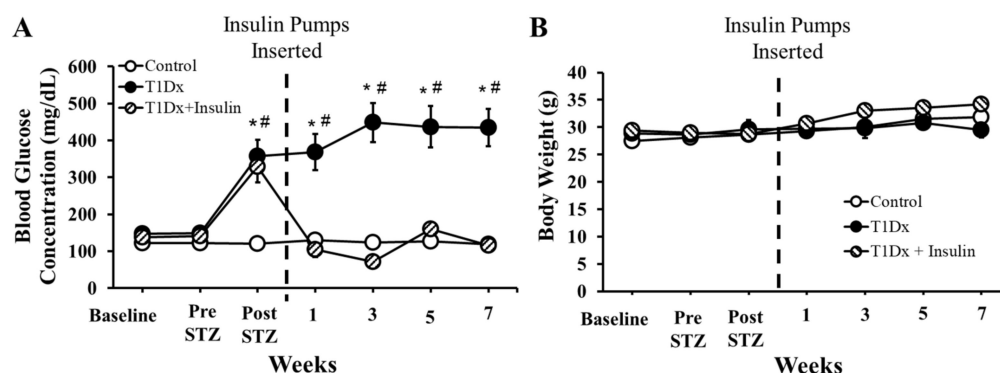 A
Insulin Pumps
Inserted
Blood Glucose
Concentration (mg/dL)
600
500
400
300
200
100
0
Control
T1Dx
T1Dx+Insulin
*#
*#
*#
*#
*#
Baseline
Pre
STZ
Post
STZ
1
3
5
7
Weeks
B
Insulin Pumps
Inserted
Body Weight (g)
40
35
30
25
20
15
10
5
0
Control
T1Dx
T1Dx + Insulin
Baseline
Pre
STZ
Post
STZ
1
3
5
7
Weeks